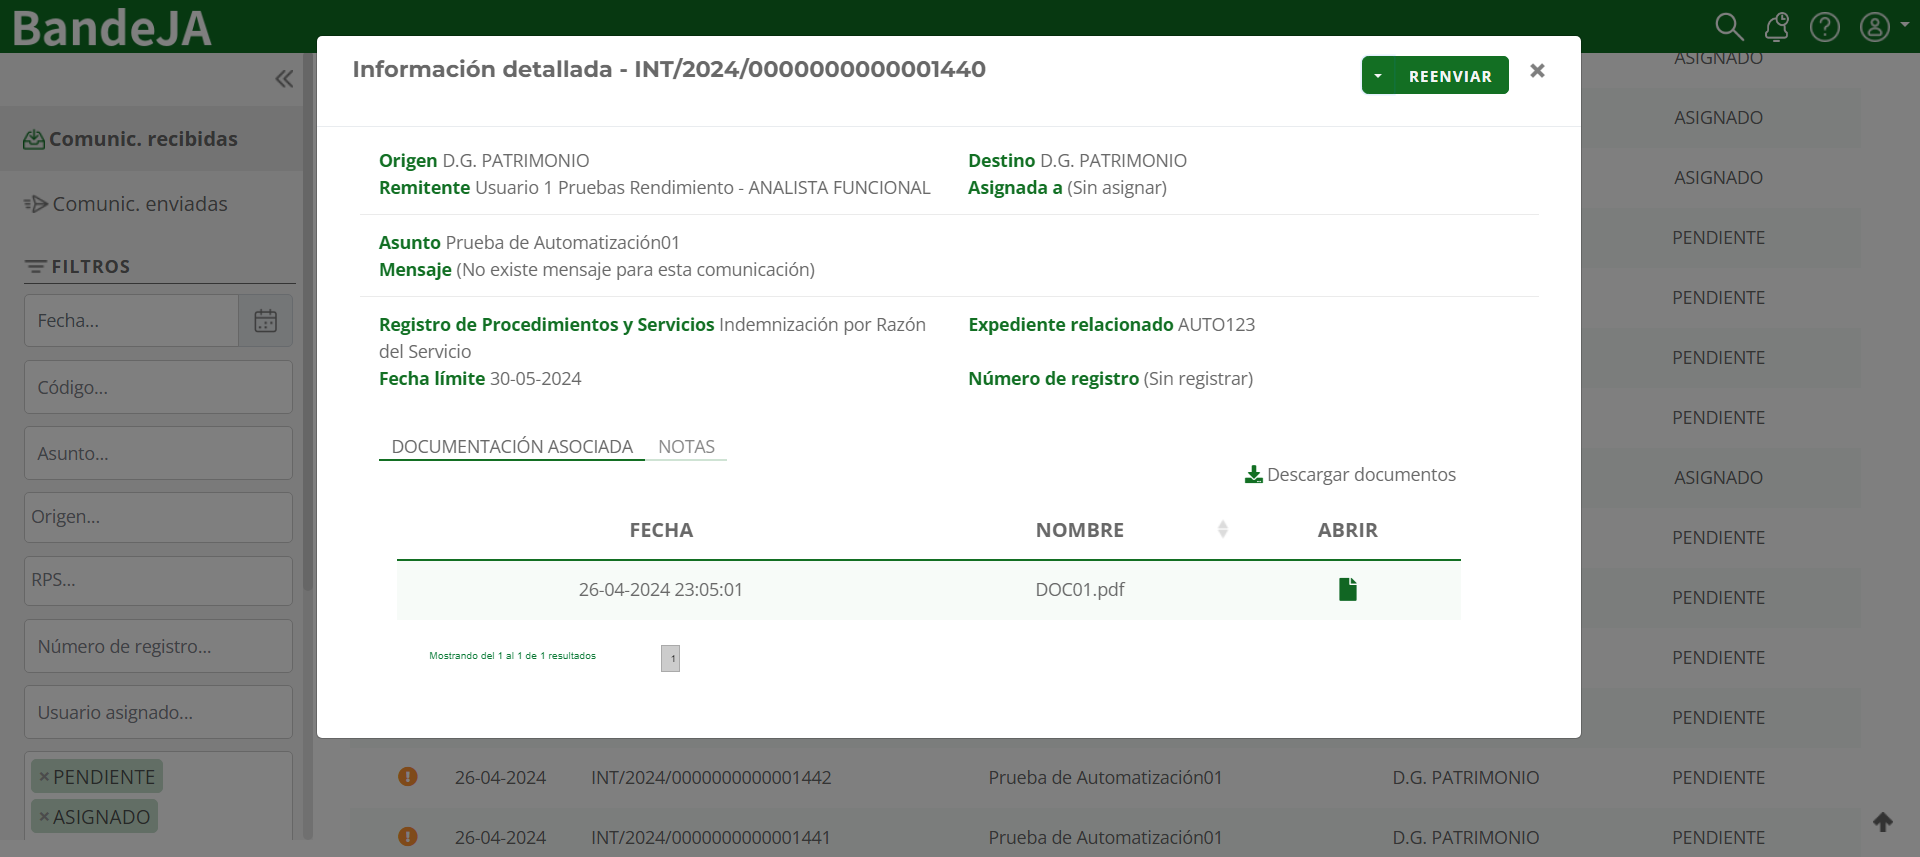 BandeJA
Comunic. recibidas
Comunic. enviadas
FILTROS
Fecha...
Código...
Asunto...
Origen...
RPS...
Número de registro...
Usuario asignado...
×PENDIENTE
×ASIGNADO
Información detallada - INT/2024/0000000000001440
REENVIAR
×
Origen D.G. PATRIMONIO
Destino D.G. PATRIMONIO
Remitente Usuario 1 Pruebas Rendimiento - ANALISTA FUNCIONAL
Asignada a (Sin asignar)
Asunto Prueba de Automatización01
Mensaje (No existe mensaje para esta comunicación)
Registro de Procedimientos y Servicios Indemnización por Razón
del Servicio
Expediente relacionado AUTO123
Fecha límite 30-05-2024
Número de registro (Sin registrar)
DOCUMENTACIÓN ASOCIADA NOTAS
Descargar documentos
FECHA NOMBRE ABRIR
26-04-2024 23:05:01 DOC01.pdf
Mostrando del 1 al 1 de 1 resultados 1
ASIGNADO
ASIGNADO
ASIGNADO
PENDIENTE
PENDIENTE
PENDIENTE
PENDIENTE
ASIGNADO
PENDIENTE
PENDIENTE
PENDIENTE
PENDIENTE
26-04-2024 INT/2024/0000000000001442 Prueba de Automatización01 D.G. PATRIMONIO PENDIENTE
26-04-2024 INT/2024/0000000000001441 Prueba de Automatización01 D.G. PATRIMONIO PENDIENTE